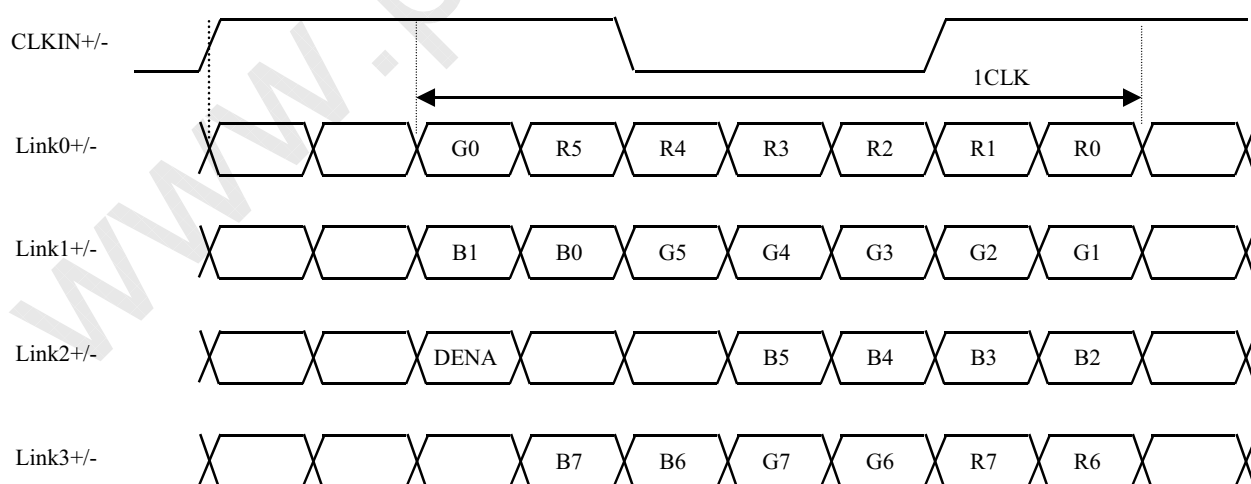 www.p
CLKIN+/-
1CLK
Link0+/- G0 R5 R4 R3 R2 R1 R0
Link1+/- B1 B0 G5 G4 G3 G2 G1
Link2+/- DENA B5 B4 B3 B2
Link3+/- B7 B6 G7 G6 R7 R6